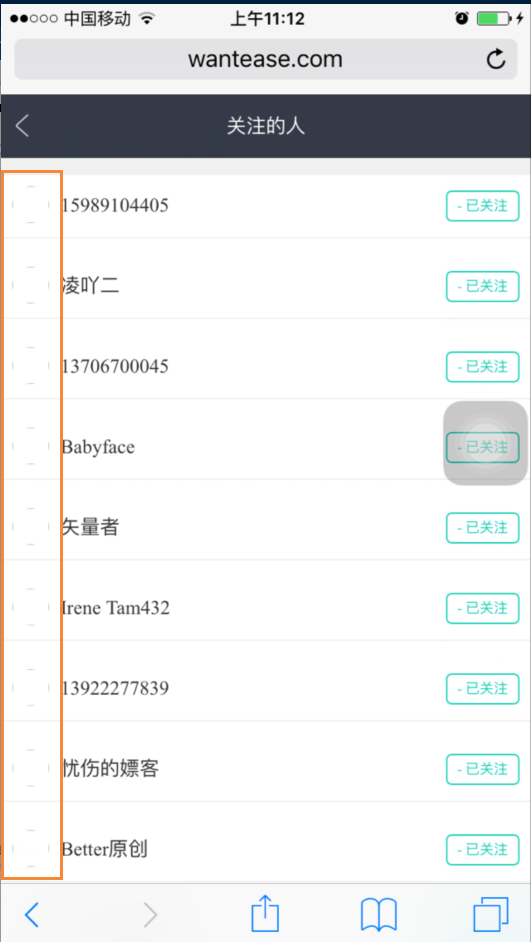 中国移动 上午11:12
wantease.com
关注的人
15989104405 - 已关注
凌吖二 - 已关注
13706700045 - 已关注
Babyface - 已关注
矢量者 - 已关注
Irene Tam432 - 已关注
13922277839 - 已关注
忧伤的嫖客 - 已关注
Better原创 - 已关注